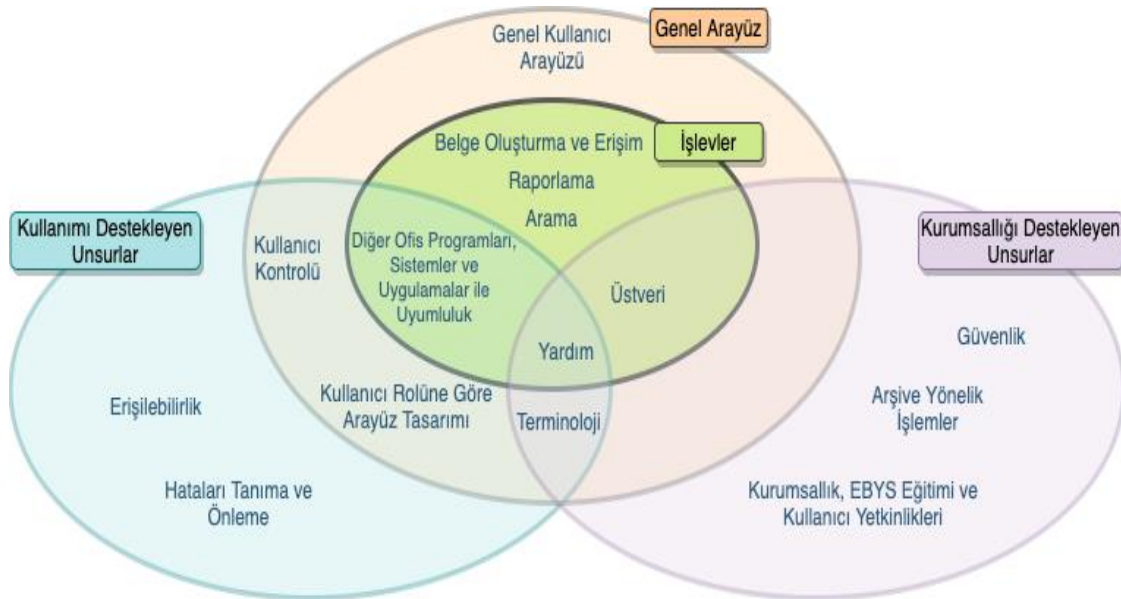 Genel Kullanıcı
Arayüzü
Genel Arayüz
Belge Oluşturma ve Erişim
İşlevler
Raporlama
Arama
Kullanımı Destekleyen
Unsurlar
Kullanıcı
Kontrolü
Diğer Ofis Programları,
Sistemler ve
Uygulamalar ile
Uyumluluk
Üstveri
Kurumsallığı Destekleyen
Unsurlar
Yardım
Güvenlik
Erişilebilirlik
Kullanıcı Rolüne Göre
Arayüz Tasarımı
Terminoloji
Arşive Yönelik
İşlemler
Hataları Tanıma ve
Önleme
Kurumsallık, EBYS Eğitimi ve
Kullanıcı Yetkinlikleri